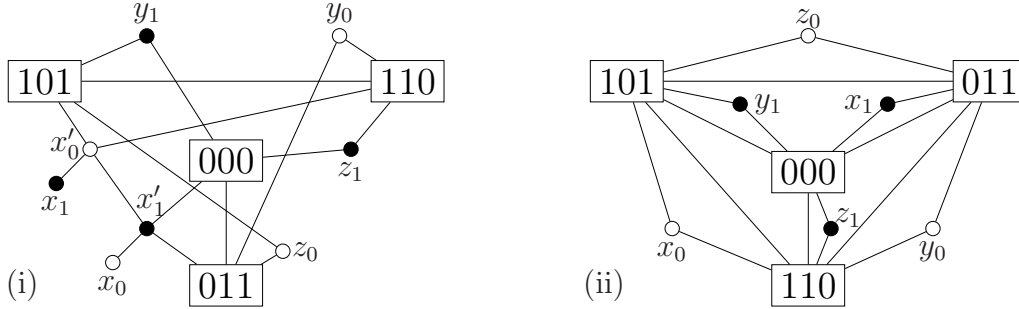 y₁ y₀ z₀
101 110 101 011
y₁ x₁
x′₀ 000 z₁ 000
x₁ x′₁ z₁
x₀ z₀ x₀ y₀
(i) 011 (ii) 110